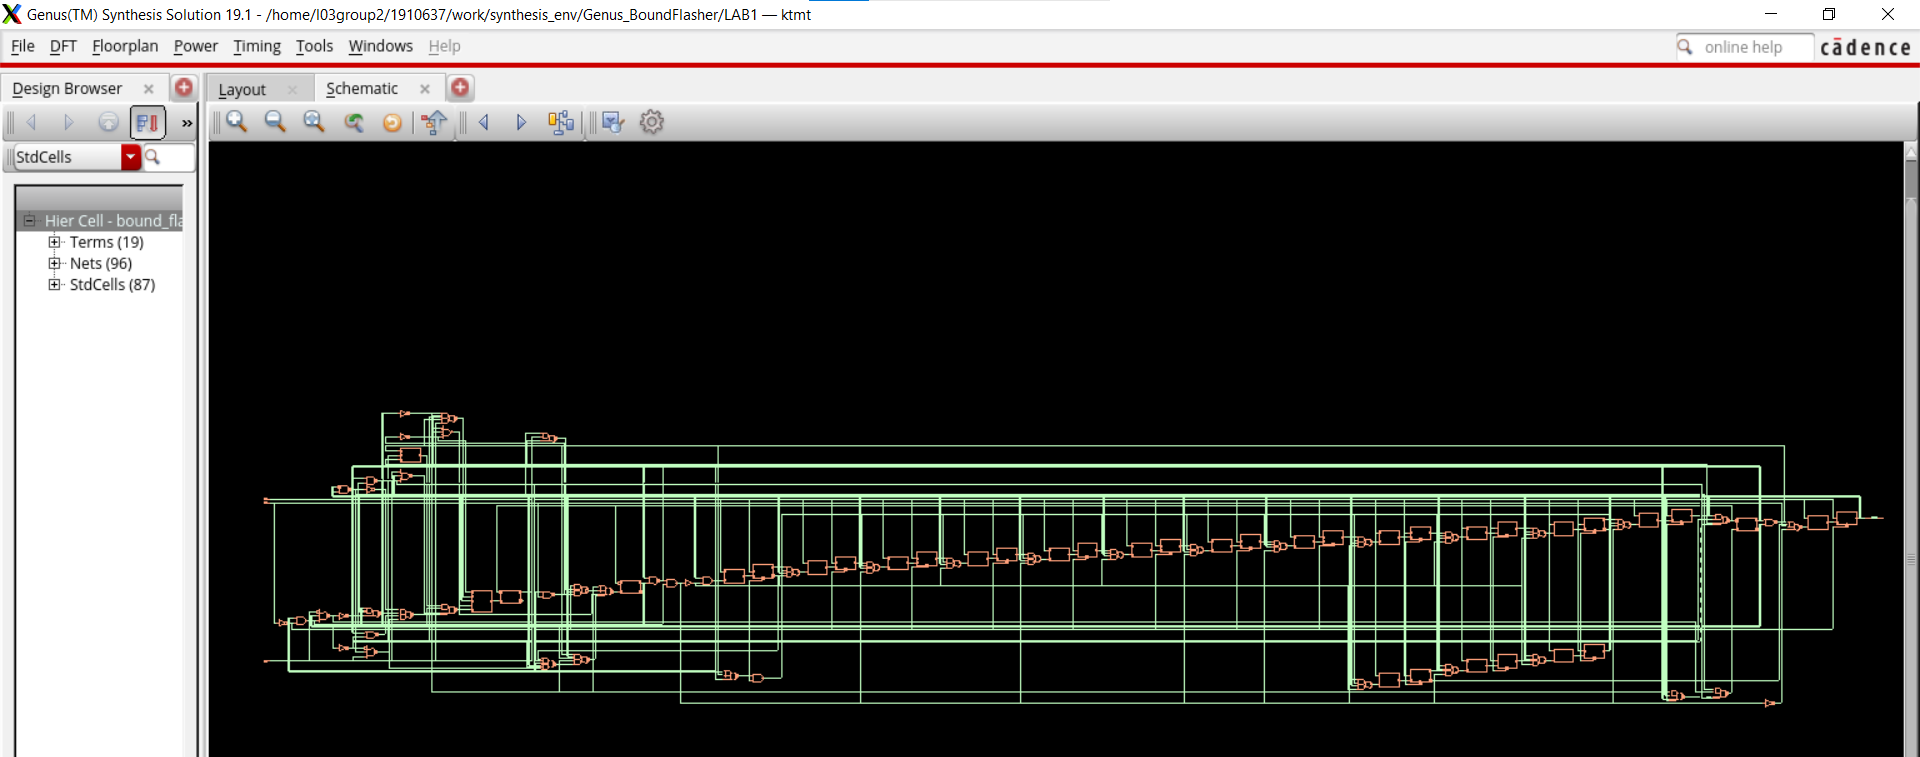 Genus(TM) Synthesis Solution 19.1 - /home/l03group2/1910637/work/synthesis_env/Genus_BoundFlasher/LAB1 — ktmt
File DFT Floorplan Power Timing Tools Windows Help online help cādence
Design Browser Layout Schematic
»
StdCells
Hier Cell - bound_fla
Terms (19)
Nets (96)
StdCells (87)